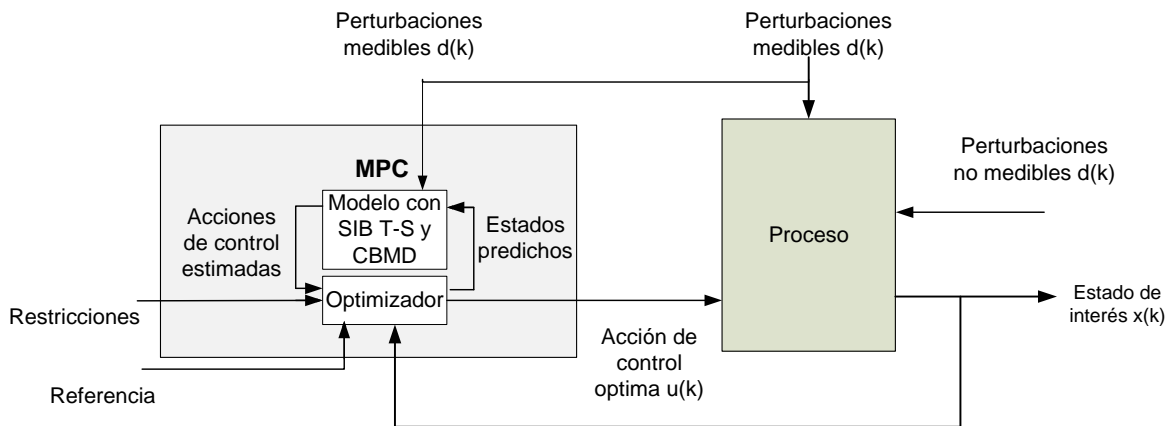 Perturbaciones
medibles d(k)
Perturbaciones
medibles d(k)
MPC
Modelo con
SIB T-S y
CBMD
Acciones
de control
estimadas
Estados
predichos
Optimizador
Restricciones
Referencia
Acción de
control
optima u(k)
Proceso
Perturbaciones
no medibles d(k)
Estado de
interés x(k)